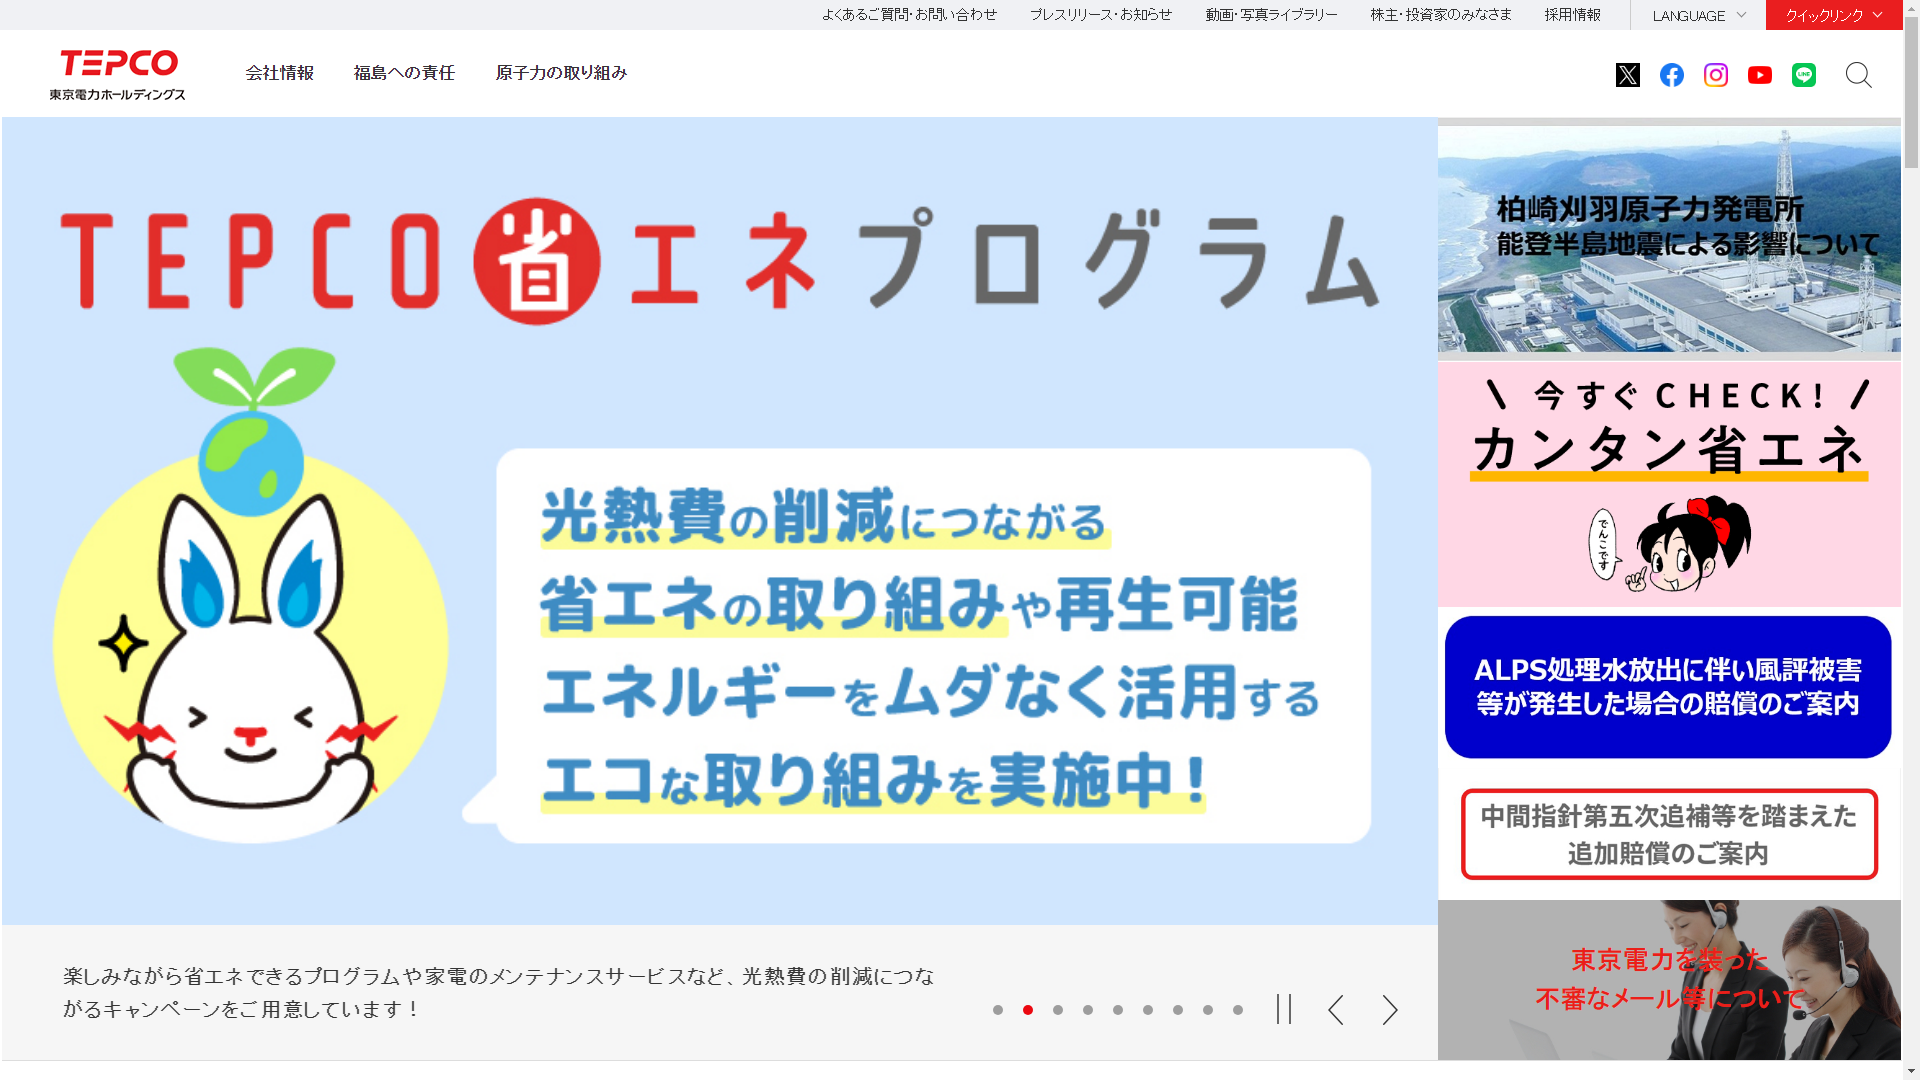 よくあるご質問・お問い合わせ
プレスリリース・お知らせ
動画・写真ライブラリー
株主・投資家のみなさま
採用情報
LANGUAGE
クイックリンク
TEPCO
東京電力ホールディングス
会社情報
福島への責任
原子力の取り組み
LINE
TEPCO省エネプログラム
光熱費の削減につながる
省エネの取り組みや再生可能
エネルギーをムダなく活用する
エコな取り組みを実施中!
楽しみながら省エネできるプログラムや家電のメンテナンスサービスなど、光熱費の削減につな
がるキャンペーンをご用意しています!
柏崎刈羽原子力発電所
能登半島地震による影響について
今すぐCHECK!
カンタン省エネ
でんこです
ALPS処理水放出に伴い風評被害
等が発生した場合の賠償のご案内
中間指針第五次追補等を踏まえた
追加賠償のご案内
東京電力を装った
不審なメール等について